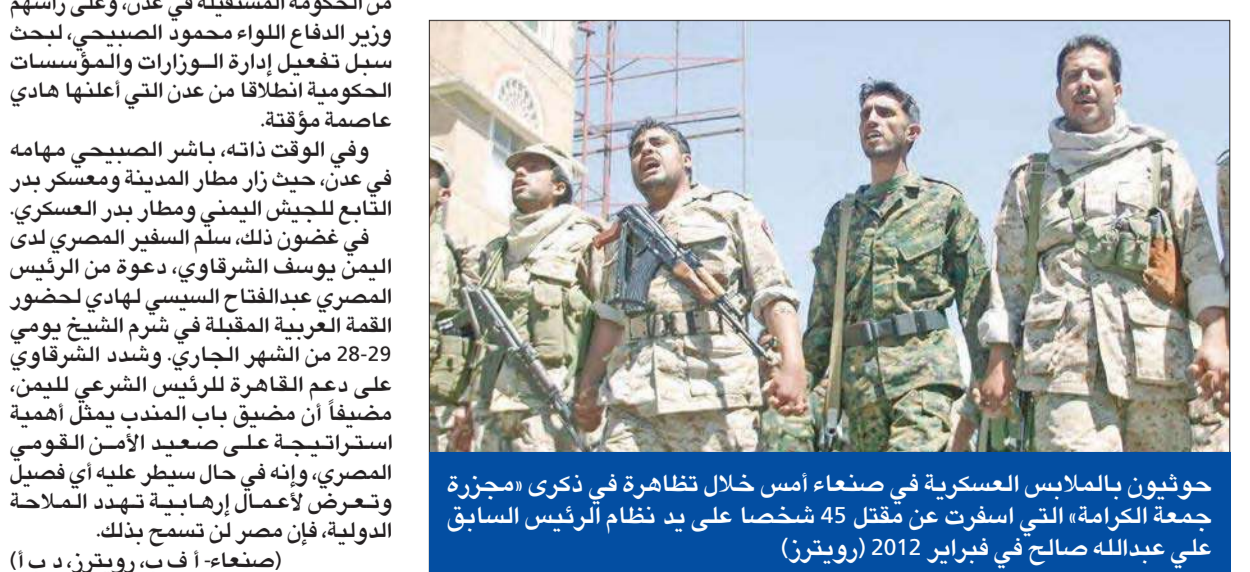 من الحكومة المستقيلة في عدن، وعلى رأسهم
وزير الدفاع اللواء محمود الصبيحي، لبحث
سبل تفعيل إدارة الـوزارات والمؤسسات
الحكومية انطلاقا من عدن التي أعلنها هادي
عاصمة مؤقتة.
وفي الوقت ذاته، باشر الصبيحي مهامه
في عدن، حيث زار مطار المدينة ومعسكر بدر
التابع للجيش اليمني ومطار بدر العسكري.
في غضون ذلك، سلم السفير المصري لدى
اليمن يوسف الشرقاوي، دعوة من الرئيس
المصري عبدالفتاح السيسي لهادي لحضور
القمة العربية المقبلة في شرم الشيخ يومي
28-29 من الشهر الجاري. وشدد الشرقاوي
على دعم القاهرة للرئيس الشرعي لليمن،
مضيفاً أن مضيق باب المندب يمثل أهمية
استراتيجة على صعيد الأمن القومي
المصري، وإنه في حال سيطر عليه أي فصيل
وتعرض لأعمال إرهابية تهدد الملاحة
الدولية، فإن مصر لن تسمح بذلك.
(صنعاء- أ ف ب، رويترز، د ب أ)
حوثيون بالملابس العسكرية في صنعاء أمس خلال تظاهرة في ذكرى «مجزرة
جمعة الكرامة» التي اسفرت عن مقتل 45 شخصا على يد نظام الرئيس السابق
علي عبدالله صالح في فبراير 2012 (رويترز)